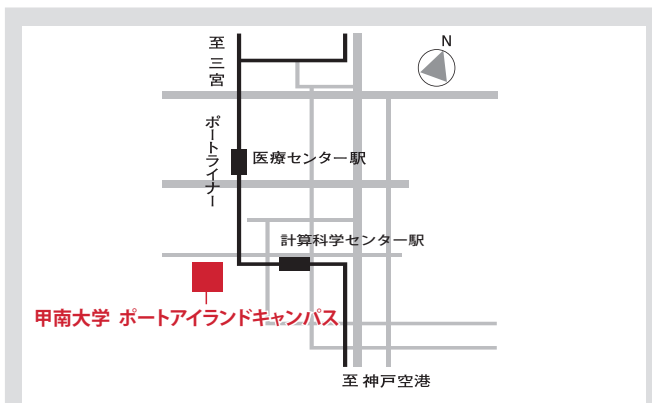 至三宮
N
ポートライナー
医療センター駅
計算科学センター駅
甲南大学 ポートアイランドキャンパス
至 神戸空港